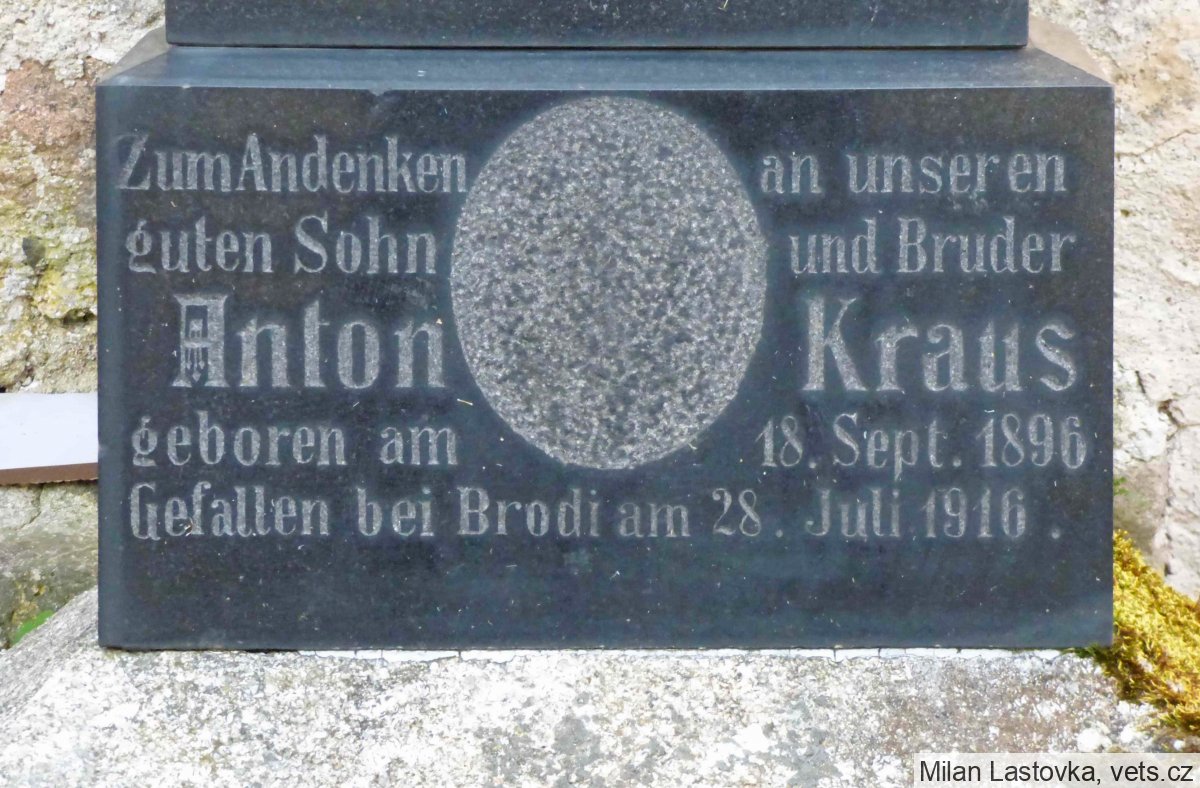 Zum Andenken an unseren
guten Sohn und Bruder
Anton Kraus
geboren am 18. Sept. 1896
Gefallen bei Brodi am 28. Juli 1916.
Milan Lastovka, vets.cz